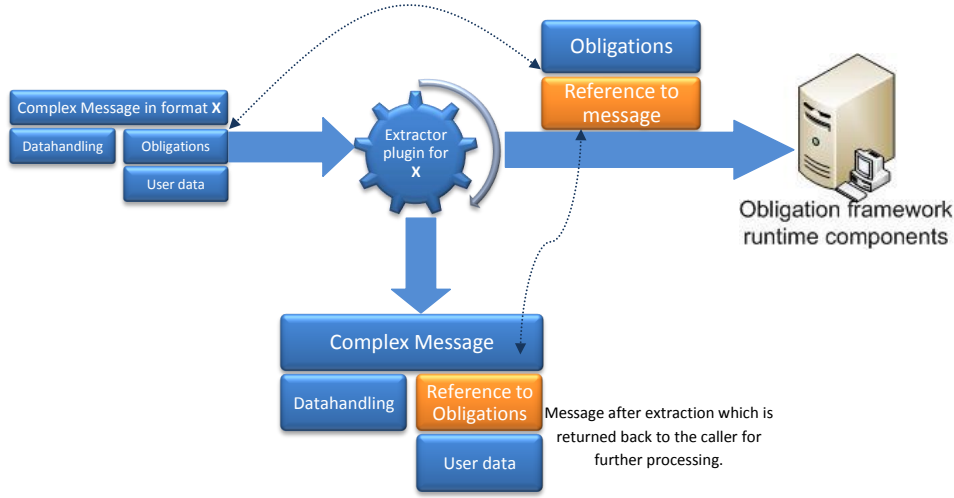 Obligations
Reference to
message
Complex Message in format X
Datahandling
Obligations
User data
Extractor
plugin for
X
Obligation framework
runtime components
Complex Message
Datahandling
Reference to
Obligations
User data
Message after extraction which is
returned back to the caller for
further processing.